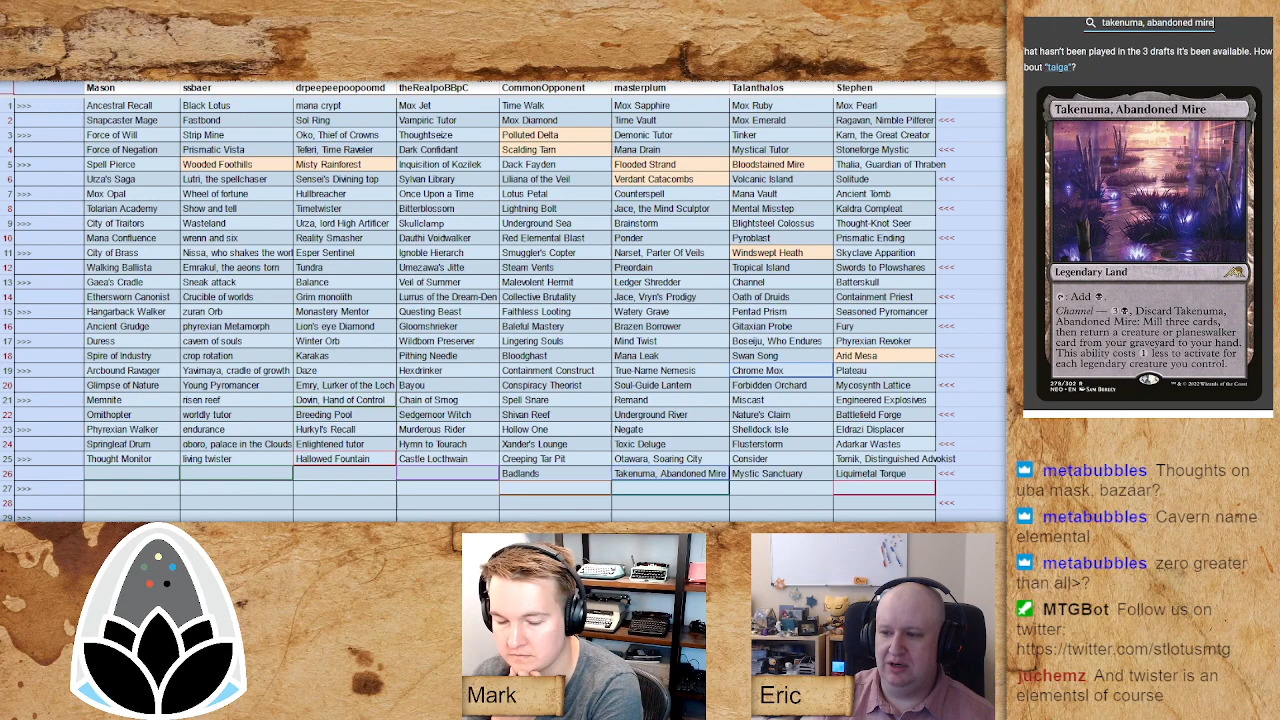 Mason ssbaer drpeepeepoopoomd theRealpoBBpC CommonOpponent masterplum Talanthalos Stephen
1 >>> Ancestral Recall Black Lotus mana crypt Mox Jet Time Walk Mox Sapphire Mox Ruby Mox Pearl
2 Snapcaster Mage Fastbond Sol Ring Vampiric Tutor Mox Diamond Time Vault Mox Emerald Ragavan, Nimble Pilferer <<<
3 >>> Force of Will Strip Mine Oko, Thief of Crowns Thoughtseize Polluted Delta Demonic Tutor Tinker Karn, the Great Creator
4 Force of Negation Prismatic Vista Teferi, Time Raveler Dark Confidant Scalding Tarn Mana Drain Mystical Tutor Stoneforge Mystic <<<
5 >>> Spell Pierce Wooded Foothills Misty Rainforest Inquisition of Kozilek Dack Fayden Flooded Strand Bloodstained Mire Thalia, Guardian of Thraben
6 Urza's Saga Lutri, the spellchaser Sensei's Divining top Sylvan Library Liliana of the Veil Verdant Catacombs Volcanic Island Solitude <<<
7 >>> Mox Opal Wheel of fortune Hullbreacher Once Upon a Time Lotus Petal Counterspell Mana Vault Ancient Tomb
8 Tolarian Academy Show and tell Timetwister Bitterblossom Lightning Bolt Jace, the Mind Sculptor Mental Misstep Kaldra Compleat <<<
9 >>> City of Traitors Wasteland Urza, lord High Artificer Skullclamp Underground Sea Brainstorm Blightsteel Colossus Thought-Knot Seer
10 Mana Confluence wrenn and six Reality Smasher Dauthi Voidwalker Red Elemental Blast Ponder Pyroblast Prismatic Ending <<<
11 >>> City of Brass Nissa, who shakes the worl Esper Sentinel Ignoble Hierarch Smuggler's Copter Narset, Parter Of Veils Windswept Heath Skyclave Apparition
12 Walking Ballista Emrakul, the aeons torn Tundra Umezawa's Jitte Steam Vents Preordain Tropical Island Swords to Plowshares <<<
13 >>> Gaea's Cradle Sneak attack Balance Veil of Summer Malevolent Hermit Ledger Shredder Channel Batterskull
14 Ethersworn Canonist Crucible of worlds Grim monolith Lurrus of the Dream-Den Collective Brutality Jace, Vryn's Prodigy Oath of Druids Containment Priest <<<
15 >>> Hangarback Walker zuran Orb Monastery Mentor Questing Beast Faithless Looting Watery Grave Pentad Prism Seasoned Pyromancer
16 Ancient Grudge phyrexian Metamorph Lion's eye Diamond Gloomshrieker Baleful Mastery Brazen Borrower Gitaxian Probe Fury <<<
17 >>> Duress cavern of souls Winter Orb Wildborn Preserver Lingering Souls Mind Twist Boseiju, Who Endures Phyrexian Revoker
18 Spire of Industry crop rotation Karakas Pithing Needle Bloodghast Mana Leak Swan Song Arid Mesa <<<
19 >>> Arcbound Ravager Yavimaya, cradle of growth Daze Hexdrinker Containment Construct True-Name Nemesis Chrome Mox Plateau
20 Glimpse of Nature Young Pyromancer Emry, Lurker of the Loch Bayou Conspiracy Theorist Soul-Guide Lantern Forbidden Orchard Mycosynth Lattice <<<
21 >>> Memnite risen reef Dovin, Hand of Control Chain of Smog Spell Snare Remand Miscast Engineered Explosives
22 Ornithopter worldly tutor Breeding Pool Sedgemoor Witch Shivan Reef Underground River Nature's Claim Battlefield Forge <<<
23 >>> Phyrexian Walker endurance Hurkyl's Recall Murderous Rider Hollow One Negate Shelldock Isle Eldrazi Displacer
24 Springleaf Drum oboro, palace in the Clouds Enlightened tutor Hymn to Tourach Xander's Lounge Toxic Deluge Flusterstorm Adarkar Wastes <<<
25 >>> Thought Monitor living twister Hallowed Fountain Castle Locthwain Creeping Tar Pit Otawara, Soaring City Consider Tomik, Distinguished Advokist
26 Badlands Takenuma, Abandoned Mire Mystic Sanctuary Liquimetal Torque <<<
27 >>>
28 <<<
29 >>>
takenuma, abandoned mire
hat hasn't been played in the 3 drafts it's been available. How
bout "taiga"?
Takenuma, Abandoned Mire
Legendary Land
: Add .
Channel — 3, Discard Takenuma,
Abandoned Mire: Mill three cards,
then return a creature or planeswalker
card from your graveyard to your hand.
This ability costs 1 less to activate for
each legendary creature you control.
278/302 R
NEO • EN Sam Burley
™ & © 2022 Wizards of the Coast
metabubbles Thoughts on
uba mask, bazaar?
metabubbles Cavern name
elemental
metabubbles zero greater
than all>?
MTGBot Follow us on
twitter:
https://twitter.com/stlotusmtg
juchemz And twister is an
elementsl of course
Mark
Eric